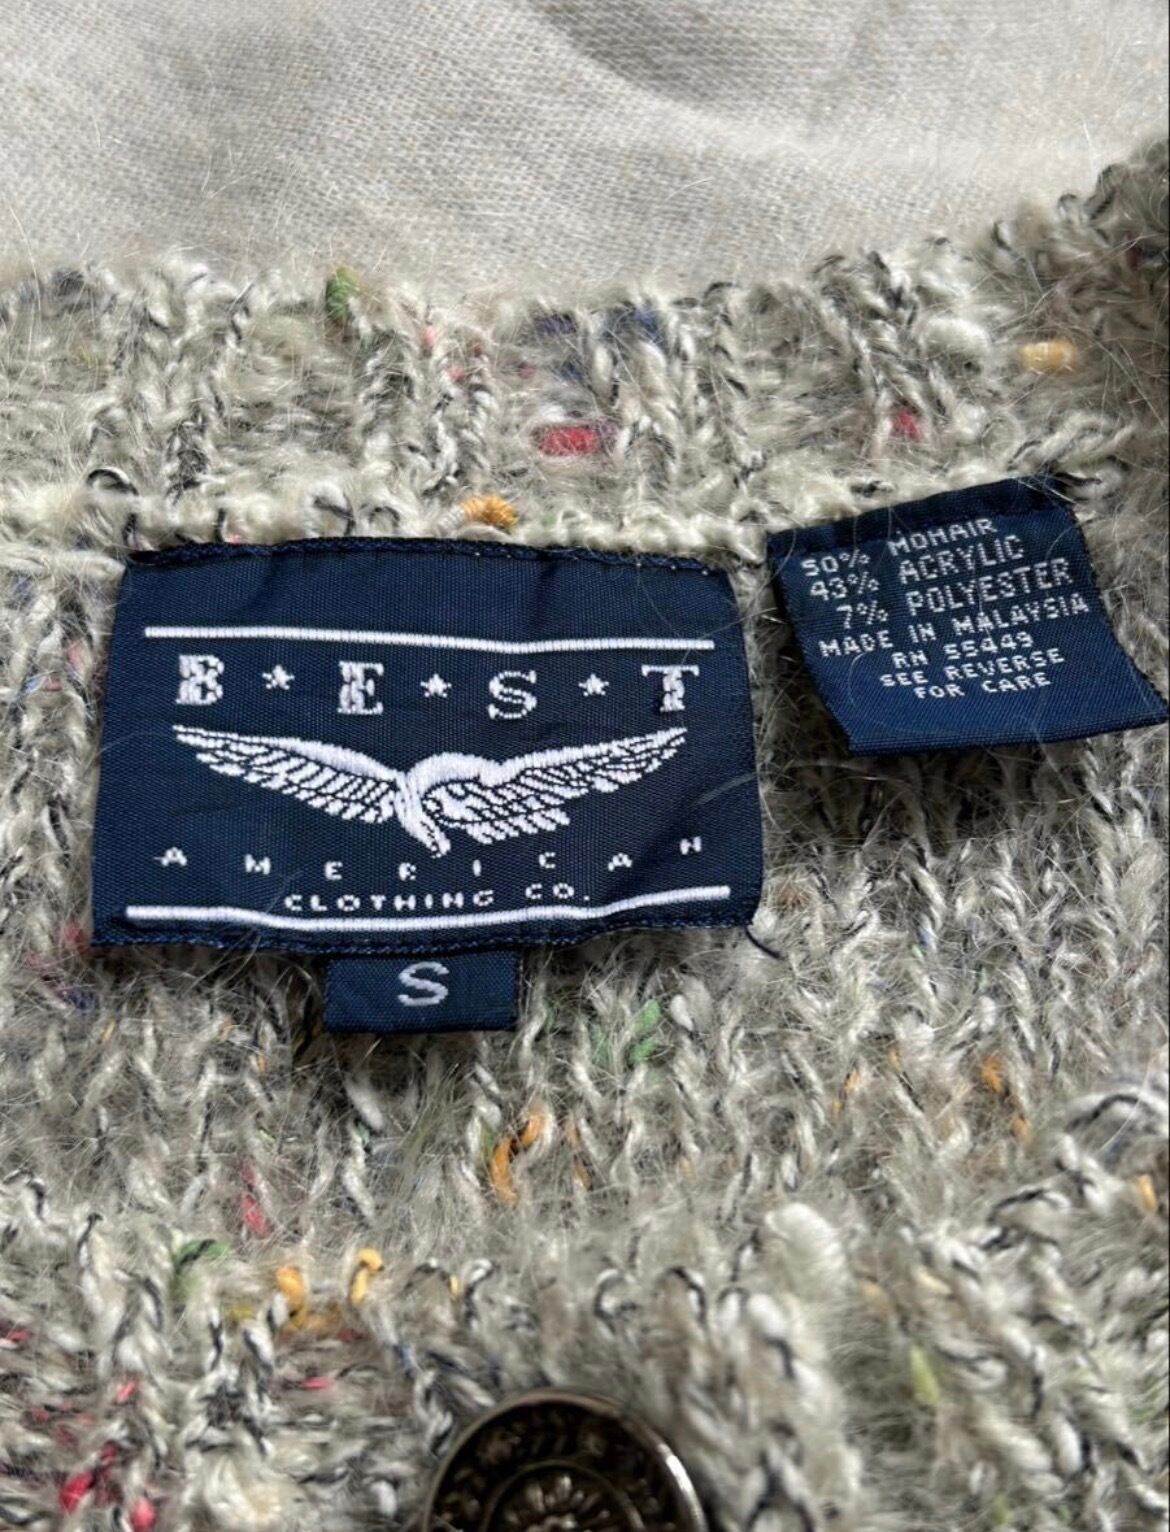 B★E★S★T
AMERICAN
CLOTHING CO.
S
50% MOHAIR
43% ACRYLIC
7% POLYESTER
MADE IN MALAYSIA
RN 55449
SEE REVERSE
FOR CARE